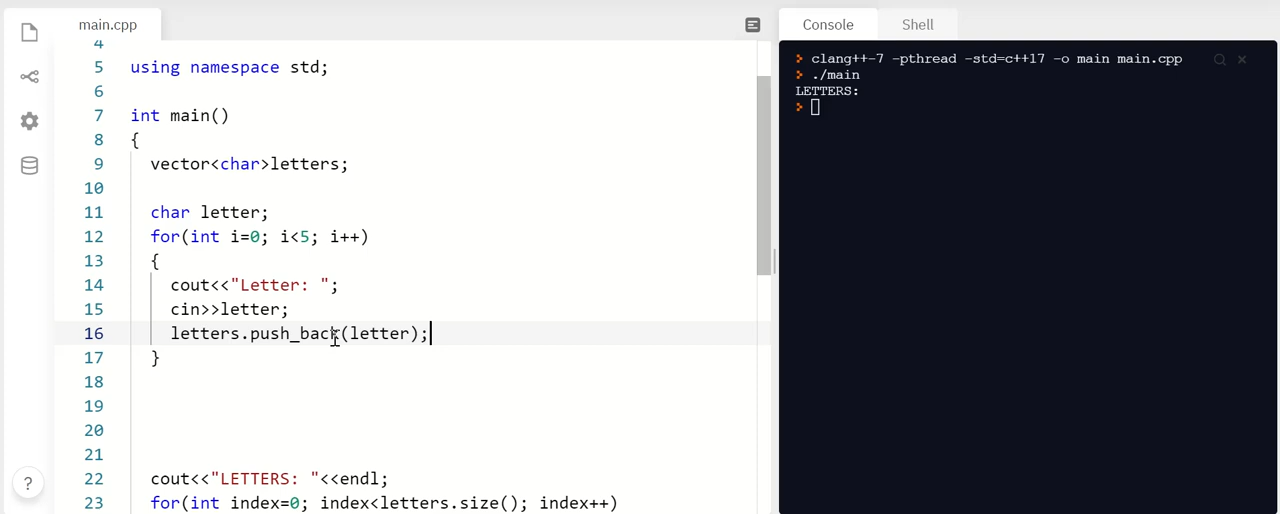 main.cpp
4
5 using namespace std;
6
7 int main()
8 {
9 vector<char>letters;
10
11 char letter;
12 for(int i=0; i<5; i++)
13 {
14 cout<<"Letter: ";
15 cin>>letter;
16 letters.push_back(letter);
17 }
18
19
20
21
22 cout<<"LETTERS: "<<endl;
23 for(int index=0; index<letters.size(); index++)
?
Console Shell
clang++-7 -pthread -std=c++17 -o main main.cpp
./main
LETTERS: